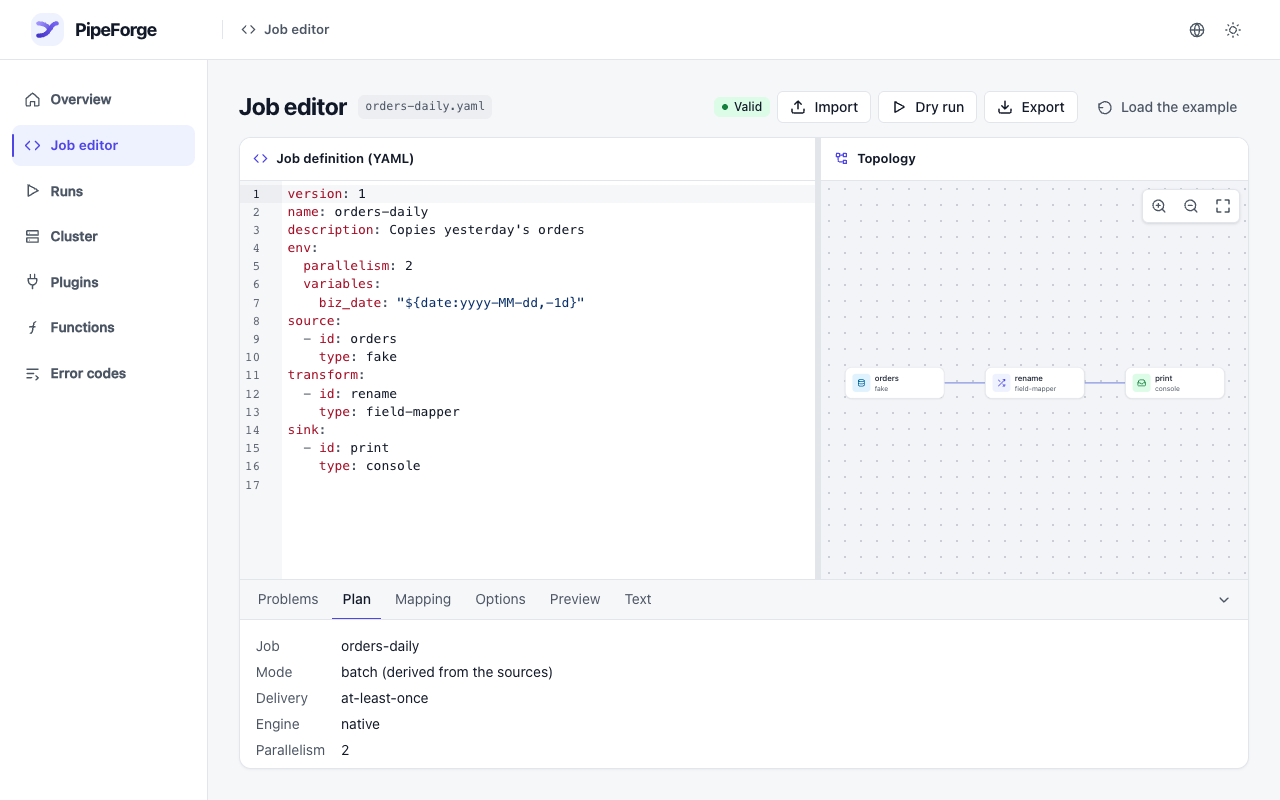 PipeForge
Job editor
Overview
Job editor
Runs
Cluster
Plugins
Functions
Error codes
Job editor
orders-daily.yaml
Valid
Import
Dry run
Export
Load the example
Job definition (YAML)
1 version: 1
2 name: orders-daily
3 description: Copies yesterday's orders
4 env:
5   parallelism: 2
6   variables:
7     biz_date: "${date:yyyy-MM-dd,-1d}"
8 source:
9   - id: orders
10     type: fake
11 transform:
12   - id: rename
13     type: field-mapper
14 sink:
15   - id: print
16     type: console
17
Topology
orders
fake
rename
field-mapper
print
console
Problems Plan Mapping Options Preview Text
Job orders-daily
Mode batch (derived from the sources)
Delivery at-least-once
Engine native
Parallelism 2